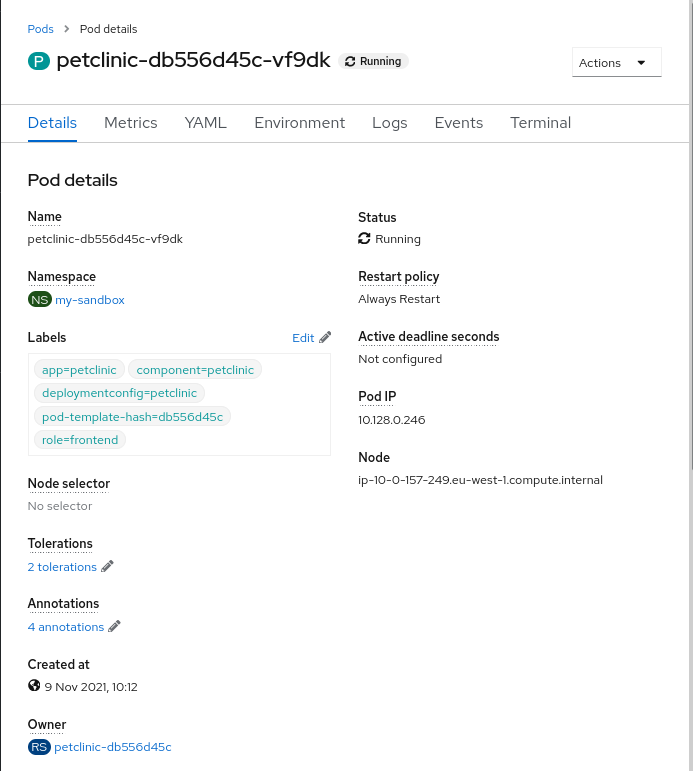 Pods > Pod details
P petclinic-db556d45c-vf9dk Running
Actions
Details Metrics YAML Environment Logs Events Terminal
Pod details
Name
petclinic-db556d45c-vf9dk
Namespace
NS my-sandbox
Labels Edit
app=petclinic component=petclinic
deploymentconfig=petclinic
pod-template-hash=db556d45c
role=frontend
Node selector
No selector
Tolerations
2 tolerations
Annotations
4 annotations
Created at
9 Nov 2021, 10:12
Owner
RS petclinic-db556d45c
Status
Running
Restart policy
Always Restart
Active deadline seconds
Not configured
Pod IP
10.128.0.246
Node
ip-10-0-157-249.eu-west-1.compute.internal